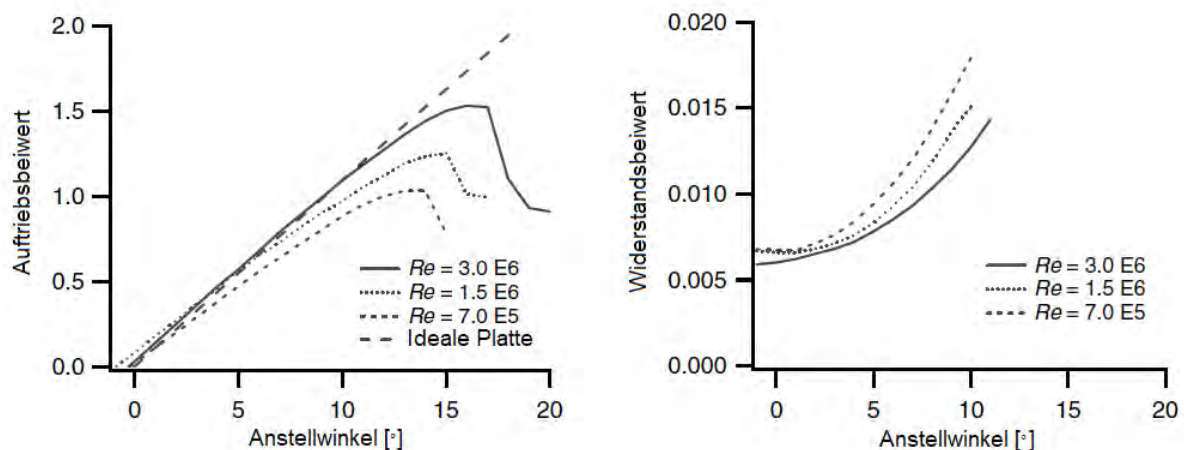 2.0
1.5
1.0
0.5
0.0
Auftriebsbeiwert
Re = 3.0 E6
Re = 1.5 E6
Re = 7.0 E5
Ideale Platte
0 5 10 15 20
Anstellwinkel [°]
0.020
0.015
0.010
0.005
0.000
Widerstandsbeiwert
Re = 3.0 E6
Re = 1.5 E6
Re = 7.0 E5
0 5 10 15 20
Anstellwinkel [°]